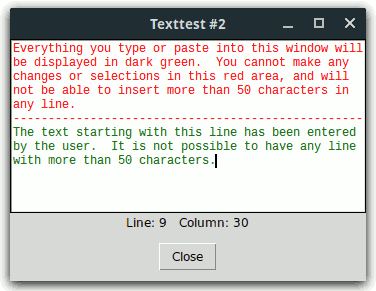 Texttest #2
Everything you type or paste into this window will
be displayed in dark green.  You cannot make any
changes or selections in this red area, and will
not be able to insert more than 50 characters in
any line.
--------------------------------------------------
The text starting with this line has been entered
by the user.  It is not possible to have any line
with more than 50 characters.
Line: 9   Column: 30
Close